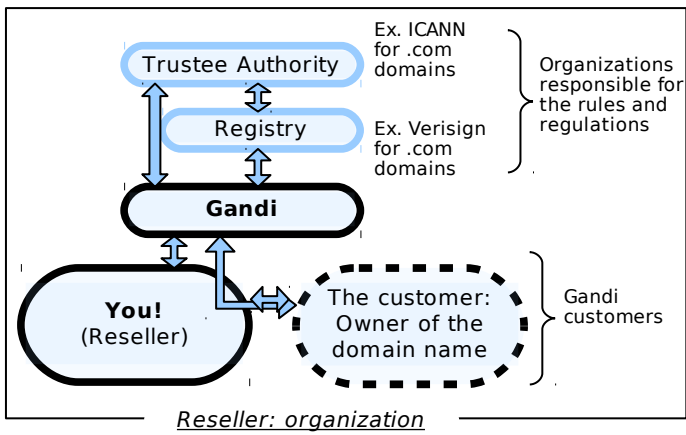 Ex. ICANN
for .com
domains
Trustee Authority
Organizations
responsible for
the rules and
regulations
Registry
Ex. Verisign
for .com
domains
Gandi
You!
(Reseller)
The customer:
Owner of the
domain name
Gandi
customers
Reseller: organization